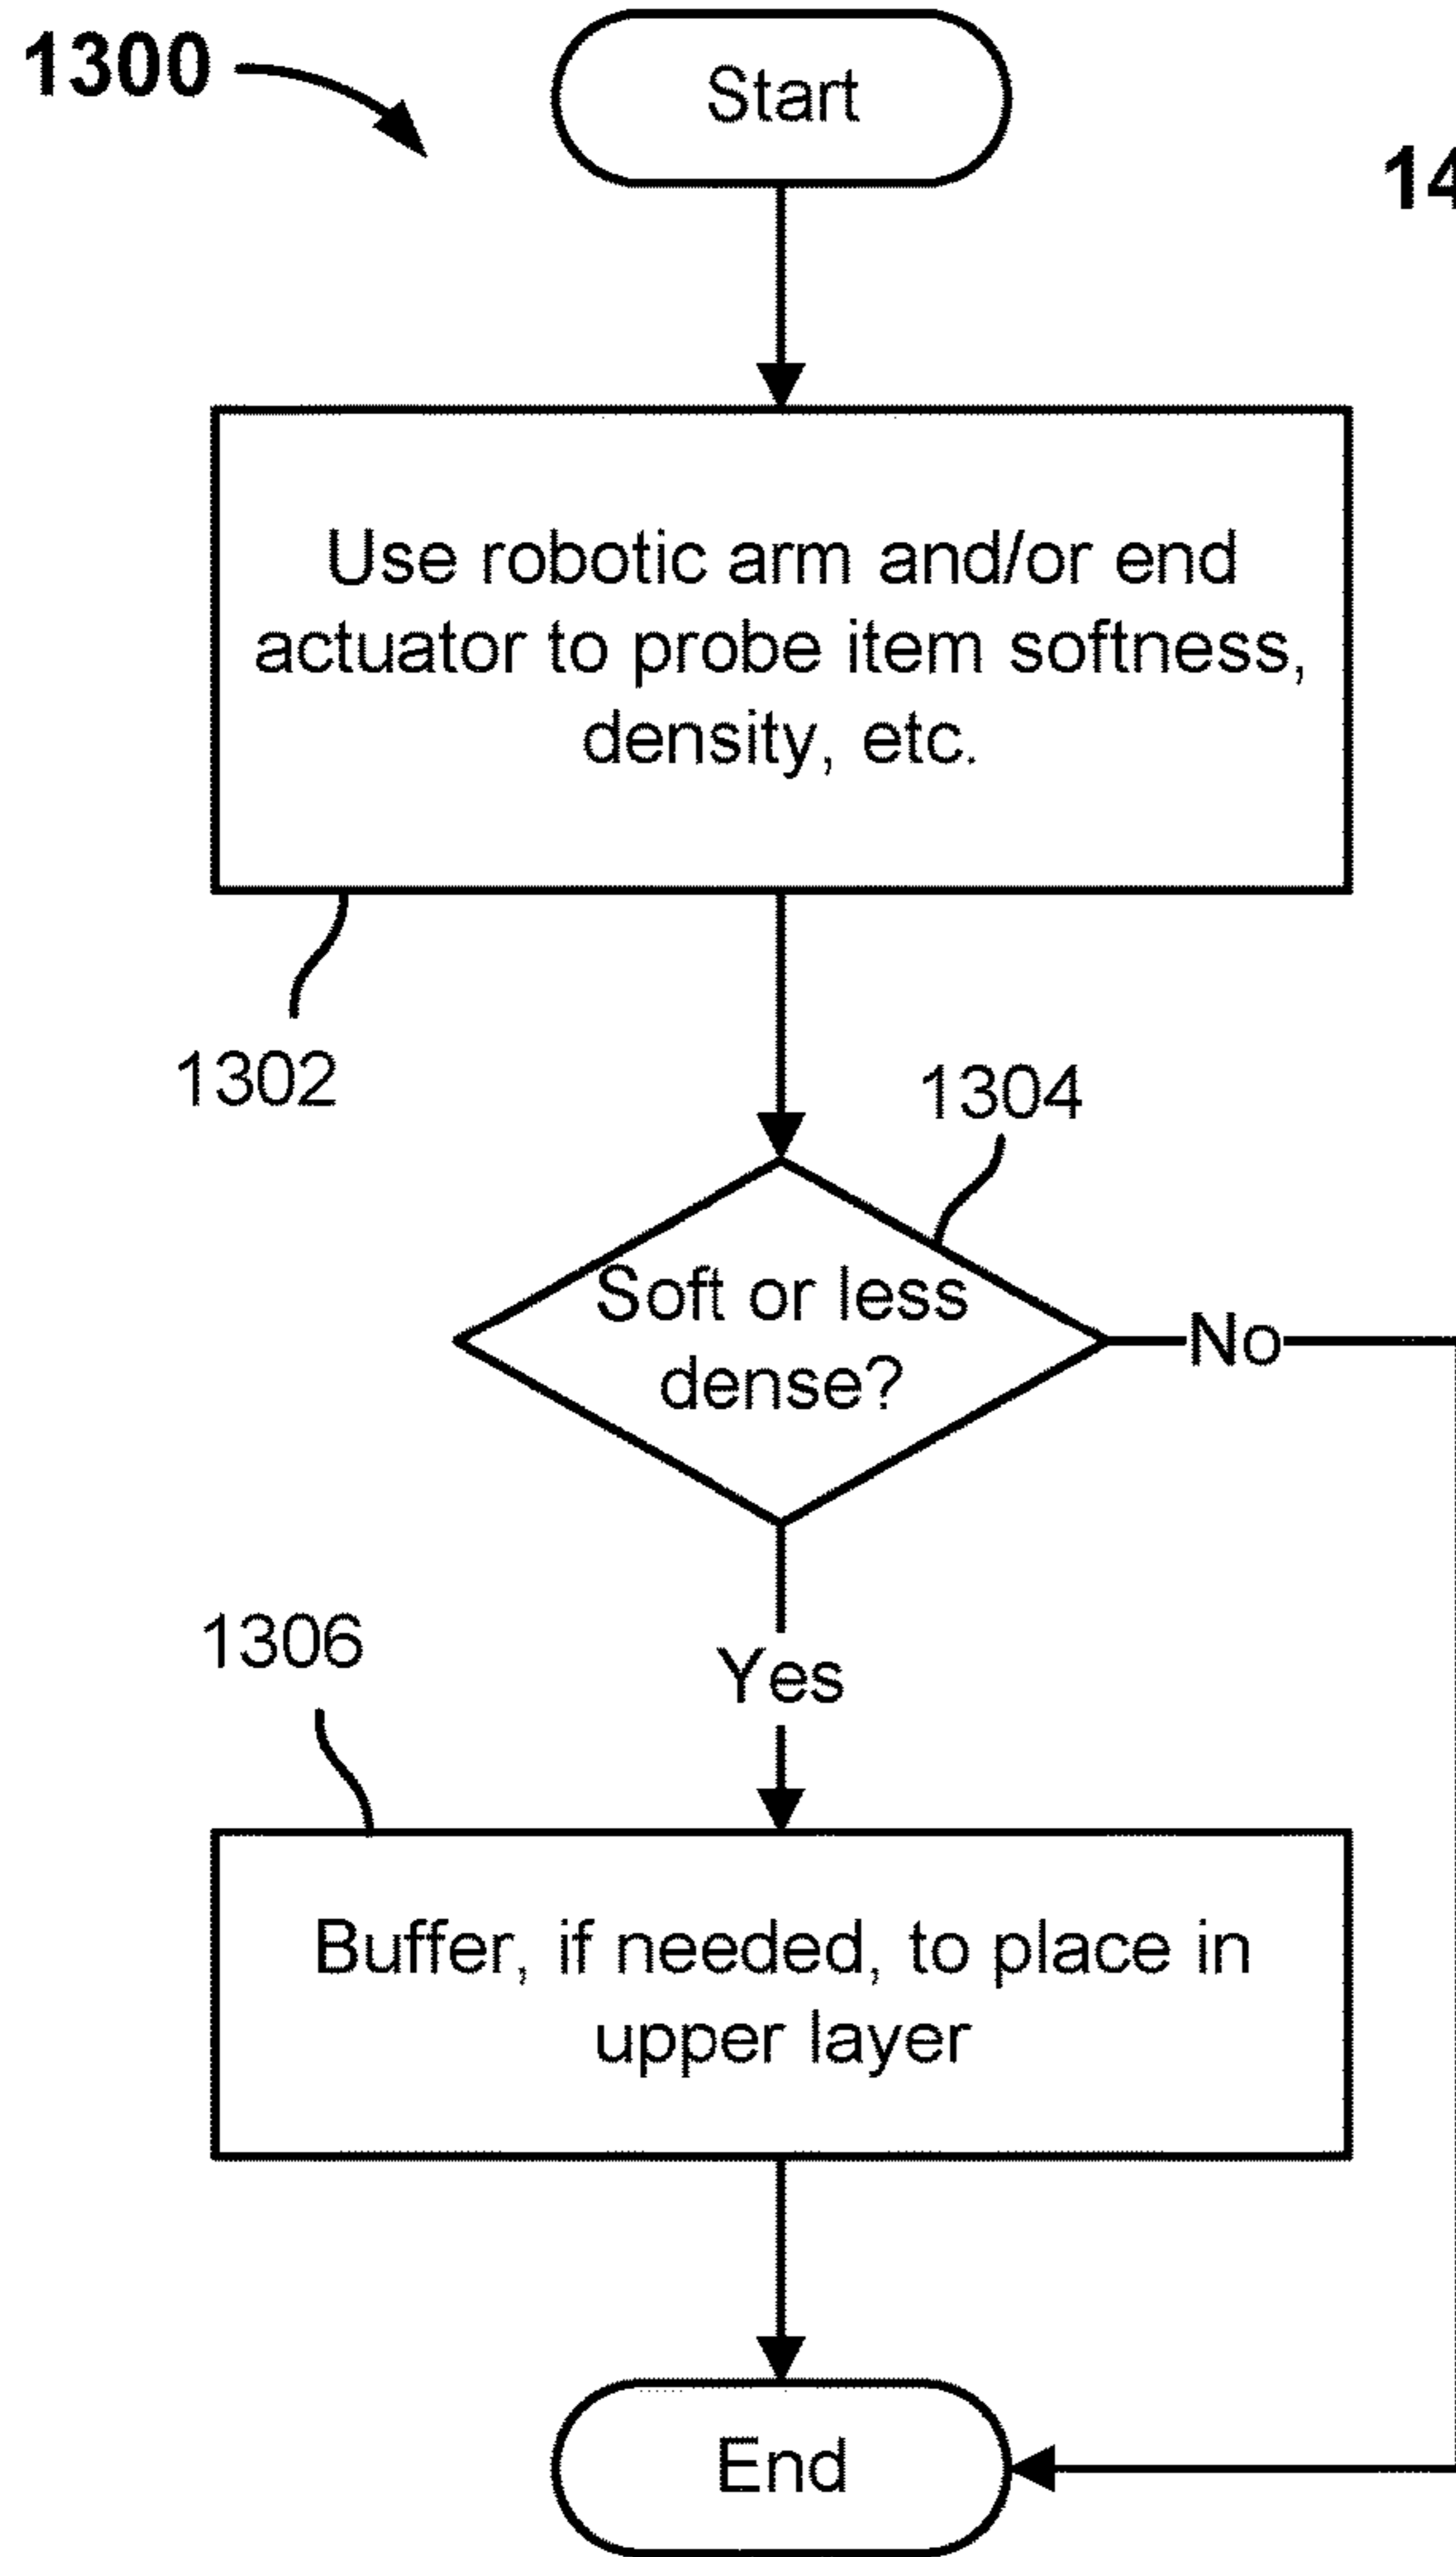 1300
Start
14
Use robotic arm and/or end
actuator to probe item softness,
density, etc.
1302
1304
Soft or less
dense?
No
Yes
1306
Buffer, if needed, to place in
upper layer
End